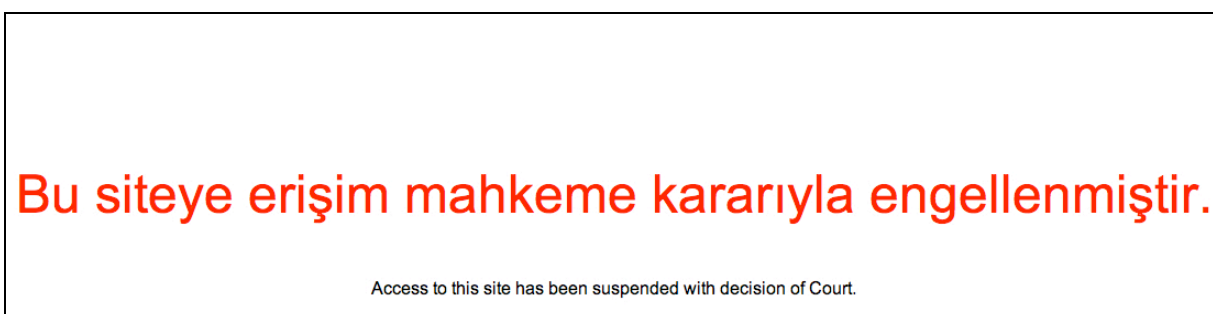 Bu siteye erişim mahkeme kararıyla engellenmiştir.
Access to this site has been suspended with decision of Court.